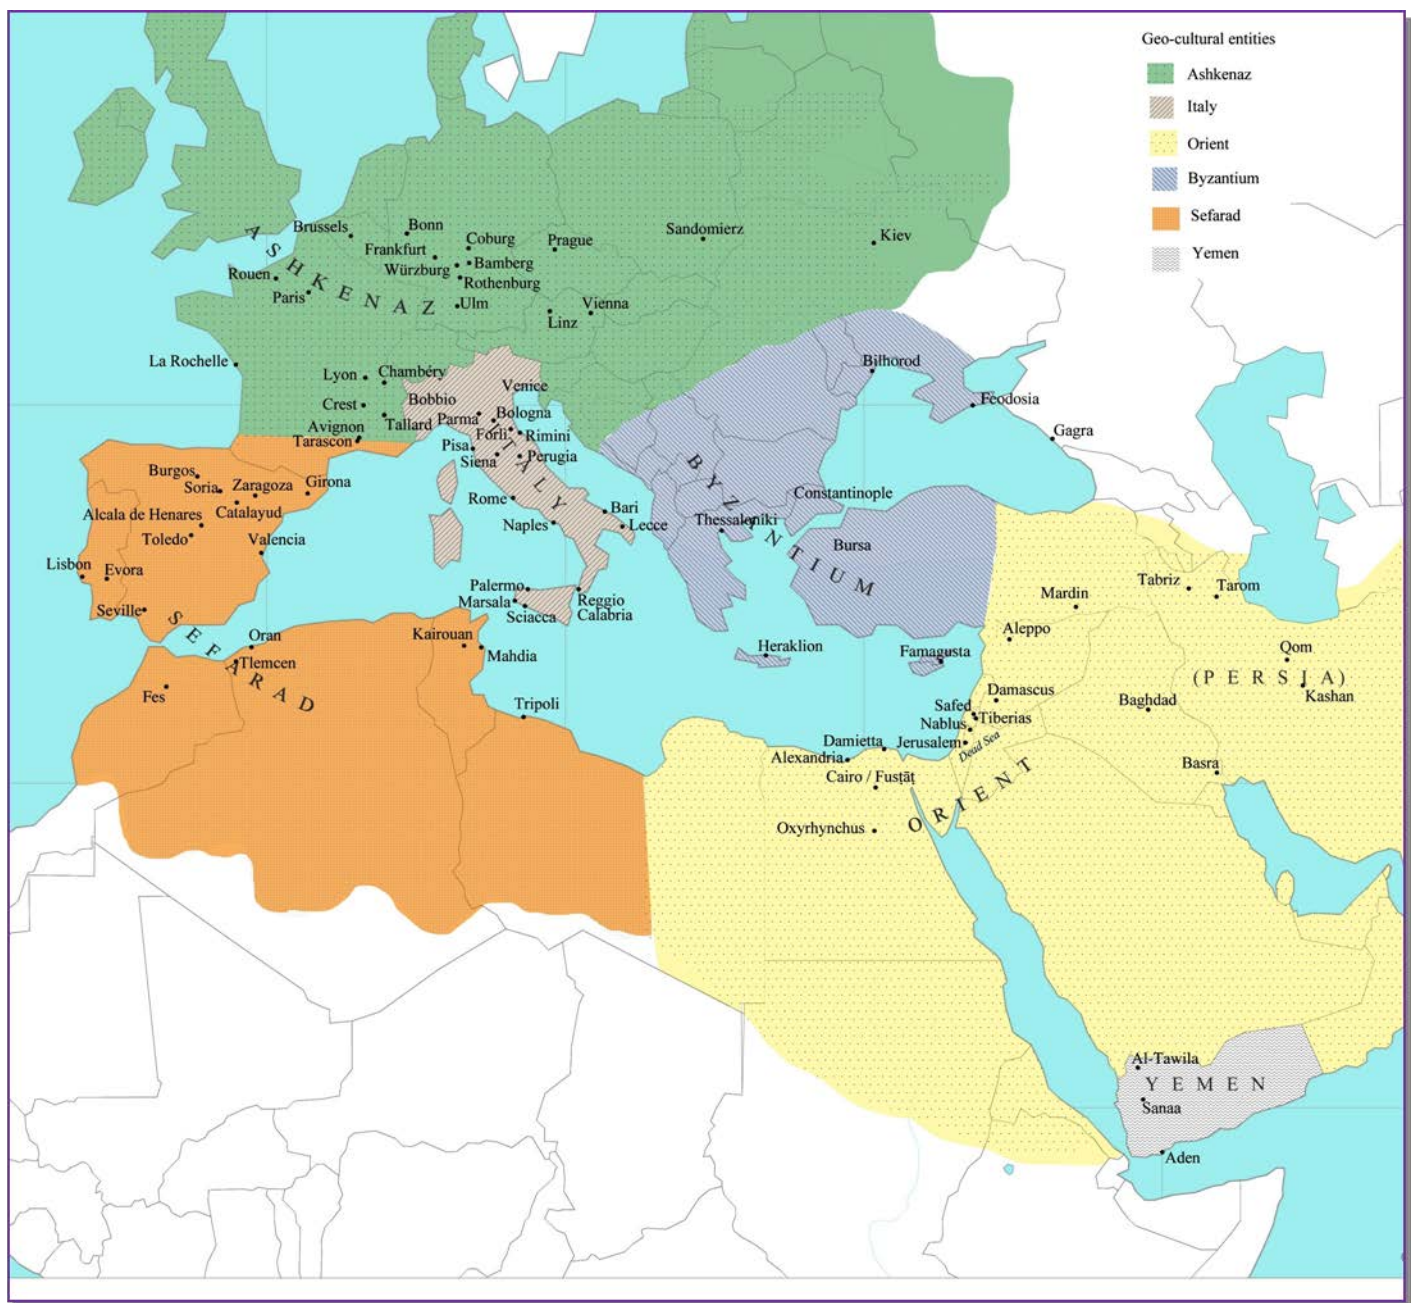 Geo-cultural entities
Ashkenaz
Italy
Orient
Byzantium
Sefarad
Yemen
ASHKENAZ
Brussels
Bonn
Coburg
Prague
Sandomierz
Kiev
Frankfurt
Würzburg
Bamberg
Rothenburg
Rouen
Paris
Ulm
Linz
Vienna
La Rochelle
Lyon
Chambéry
Crest
Tallard
Avignon
Tarascon
Bobbio
Venice
Parma
Bologna
Forli
Rimini
Pisa
Siena
Perugia
ITALY
Rome
Naples
Bari
Lecce
Palermo
Marsala
Sciacca
Reggio
Calabria
Bilhorod
Feodosia
Gagra
BYZANTIUM
Constantinople
Thessaloniki
Bursa
Heraklion
Famagusta
Burgos
Soria
Zaragoza
Girona
Catalayud
Alcala de Henares
Toledo
Valencia
Lisbon
Evora
Seville
SEFARAD
Oran
Tlemcen
Fes
Kairouan
Mahdia
Tripoli
Mardin
Tabriz
Tarom
Aleppo
Qom
(PERSIA)
Kashan
Damascus
Baghdad
Safed
Tiberias
Nablus
Jerusalem
Dead Sea
Damietta
Alexandria
Cairo / Fusṭāṭ
Basra
ORIENT
Oxyrhynchus
Al-Tawila
YEMEN
Sanaa
Aden